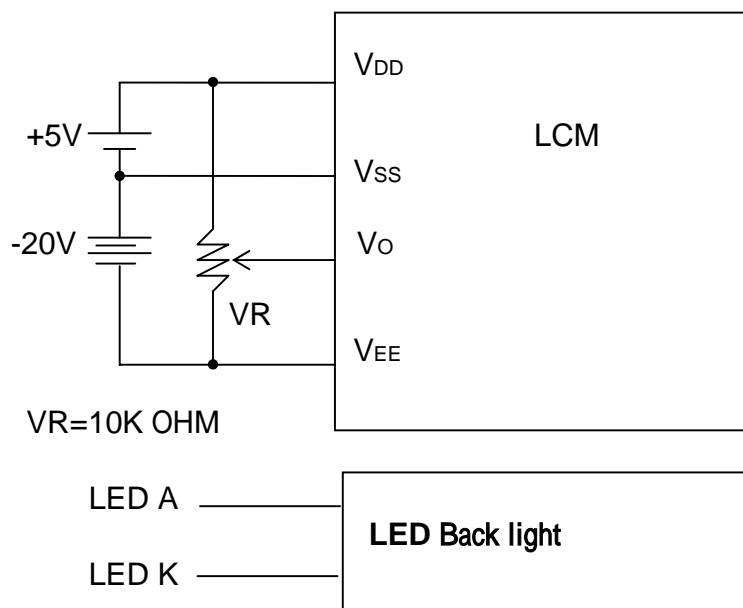 VDD
+5V
LCM
VSS
-20V
VO
VR
VEE
VR=10K OHM
LED A
LED Back light
LED K